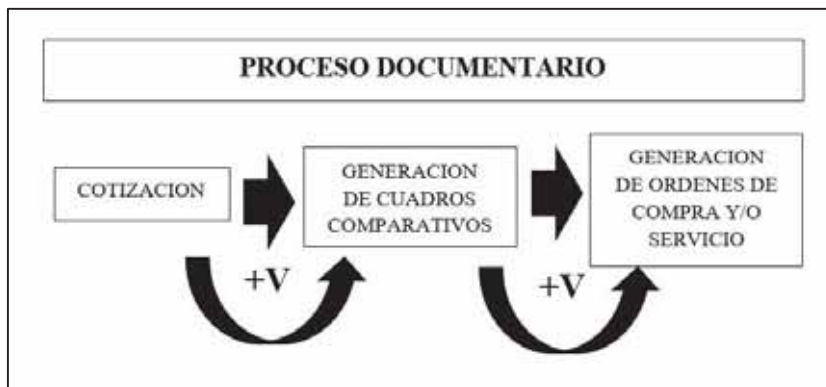 PROCESO DOCUMENTARIO
COTIZACION
GENERACION
DE CUADROS
COMPARATIVOS
GENERACION
DE ORDENES DE
COMPRA Y/O
SERVICIO
+V
+V